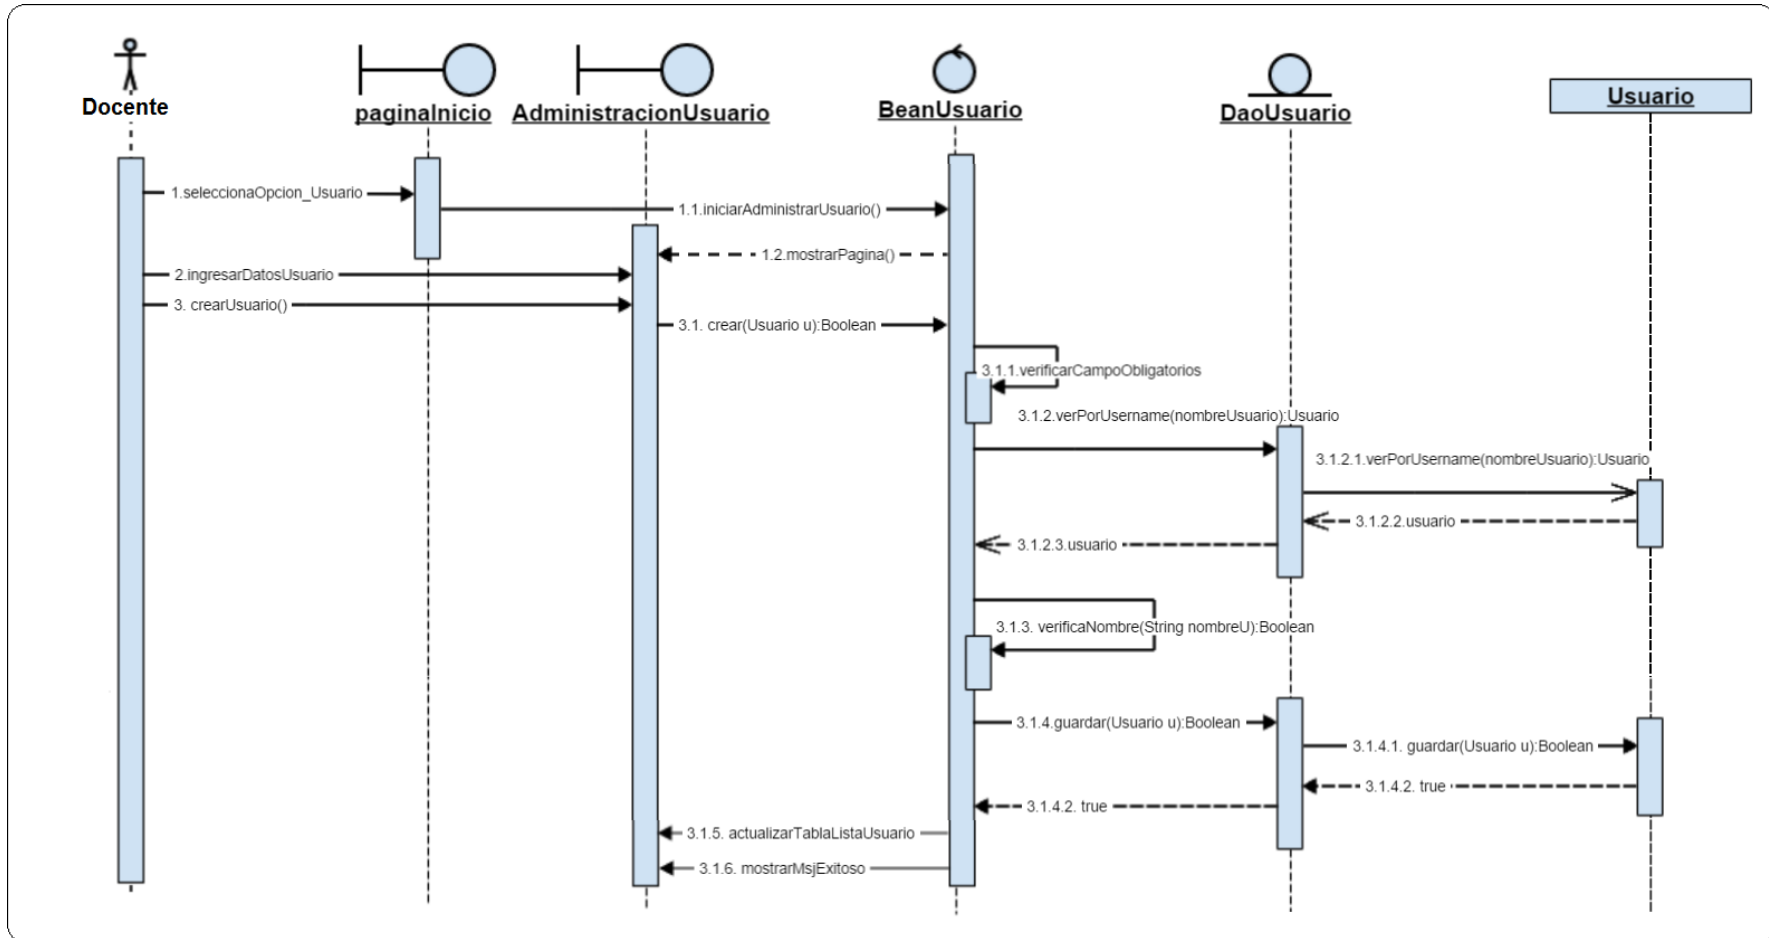 Docente
paginaInicio
AdministracionUsuario
BeanUsuario
DaoUsuario
Usuario
1.seleccionaOpcion_Usuario
1.1.iniciarAdministrarUsuario()
1.2.mostrarPagina()
2.ingresarDatosUsuario
3. crearUsuario()
3.1. crear(Usuario u):Boolean
3.1.1.verificarCampoObligatorios
3.1.2.verPorUsername(nombreUsuario):Usuario
3.1.2.1.verPorUsername(nombreUsuario):Usuario
3.1.2.2.usuario
3.1.2.3.usuario
3.1.3. verificaNombre(String nombreU):Boolean
3.1.4.guardar(Usuario u):Boolean
3.1.4.1. guardar(Usuario u):Boolean
3.1.4.2. true
3.1.4.2. true
3.1.5. actualizarTablaListaUsuario
3.1.6. mostrarMsjExitoso